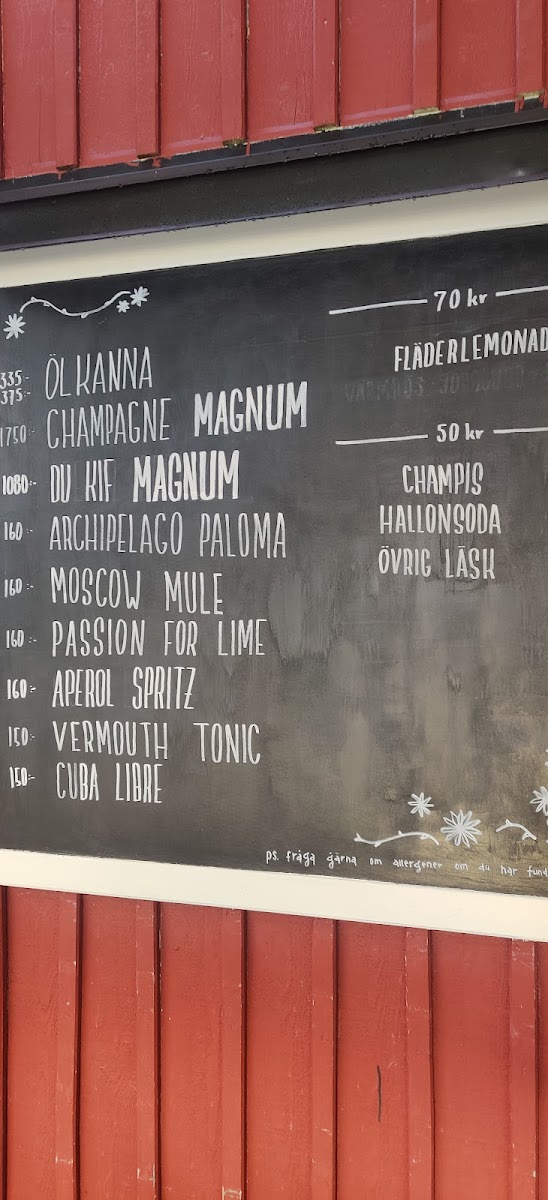 335:-
375:-
ÖLKANNA
1750:- CHAMPAGNE MAGNUM
1080:- DU KIF MAGNUM
160:- ARCHIPELAGO PALOMA
160:- MOSCOW MULE
160:- PASSION FOR LIME
160:- APEROL SPRITZ
150:- VERMOUTH TONIC
150:- CUBA LIBRE
70 kr
FLÄDERLEMONAD
50 kr
CHAMPIS
HALLONSODA
ÖVRIG LÄSK
ps. fråga gärna om allergener om du har fund